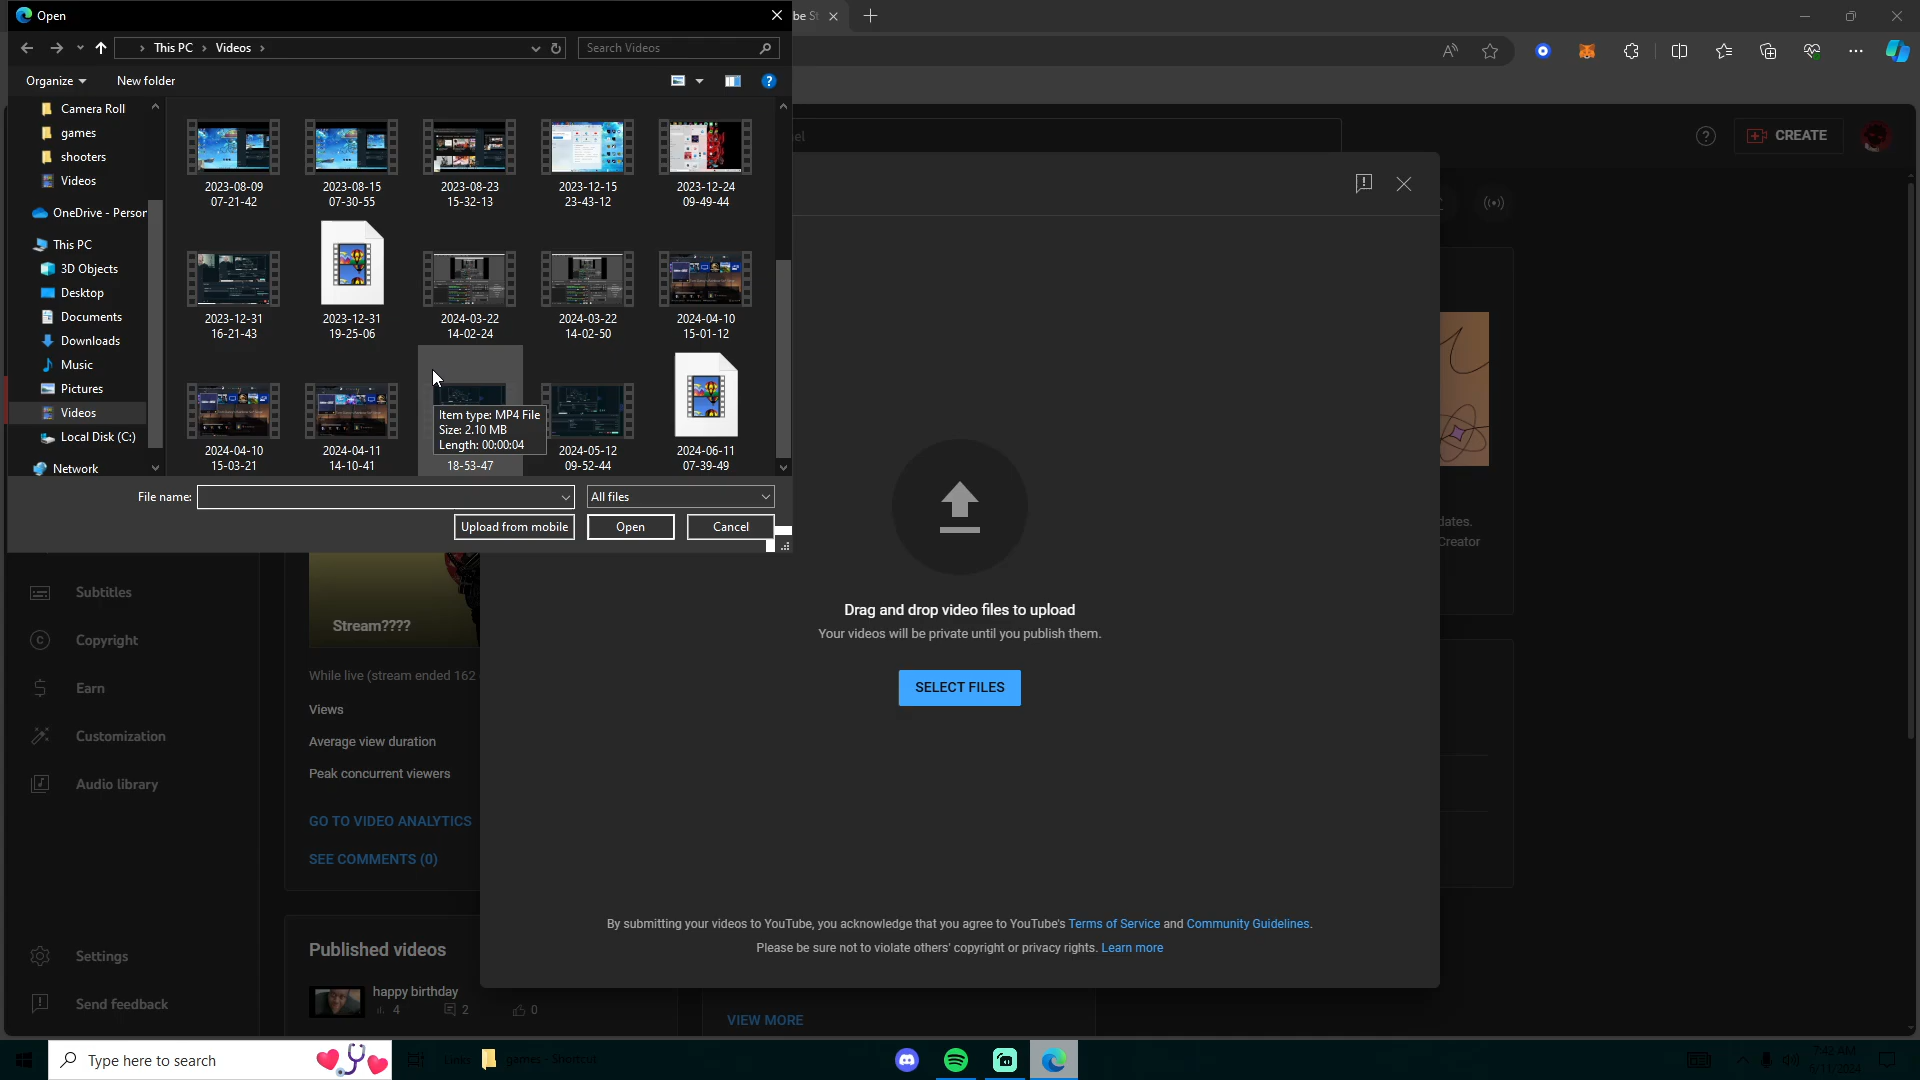 Open
be St
This PC > Videos >
Search Videos
Organize
New folder
Camera Roll
games
shooters
Videos
OneDrive - Person
This PC
3D Objects
Desktop
Documents
Downloads
Music
Pictures
Videos
Local Disk (C:)
Network
2023-08-09
07-21-42
2023-08-15
07-30-55
2023-08-23
15-32-13
2023-12-15
23-43-12
2023-12-24
09-49-44
2023-12-31
16-21-43
2023-12-31
19-25-06
2024-03-22
14-02-24
2024-03-22
14-02-50
2024-04-10
15-01-12
2024-04-10
15-03-21
2024-04-11
14-10-41
18-53-47
2024-05-12
09-52-44
2024-06-11
07-39-49
Item type: MP4 File
Size: 2.10 MB
Length: 00:00:04
File name:
All files
Upload from mobile
Open
Cancel
nel
CREATE
dates.
Creator
Drag and drop video files to upload
Your videos will be private until you publish them.
SELECT FILES
By submitting your videos to YouTube, you acknowledge that you agree to YouTube's Terms of Service and Community Guidelines.
Please be sure not to violate others' copyright or privacy rights. Learn more
Subtitles
Copyright
Earn
Customization
Audio library
Settings
Send feedback
Stream????
While live (stream ended 162
Views
Average view duration
Peak concurrent viewers
GO TO VIDEO ANALYTICS
SEE COMMENTS (0)
Published videos
happy birthday
4
2
0
VIEW MORE
Type here to search